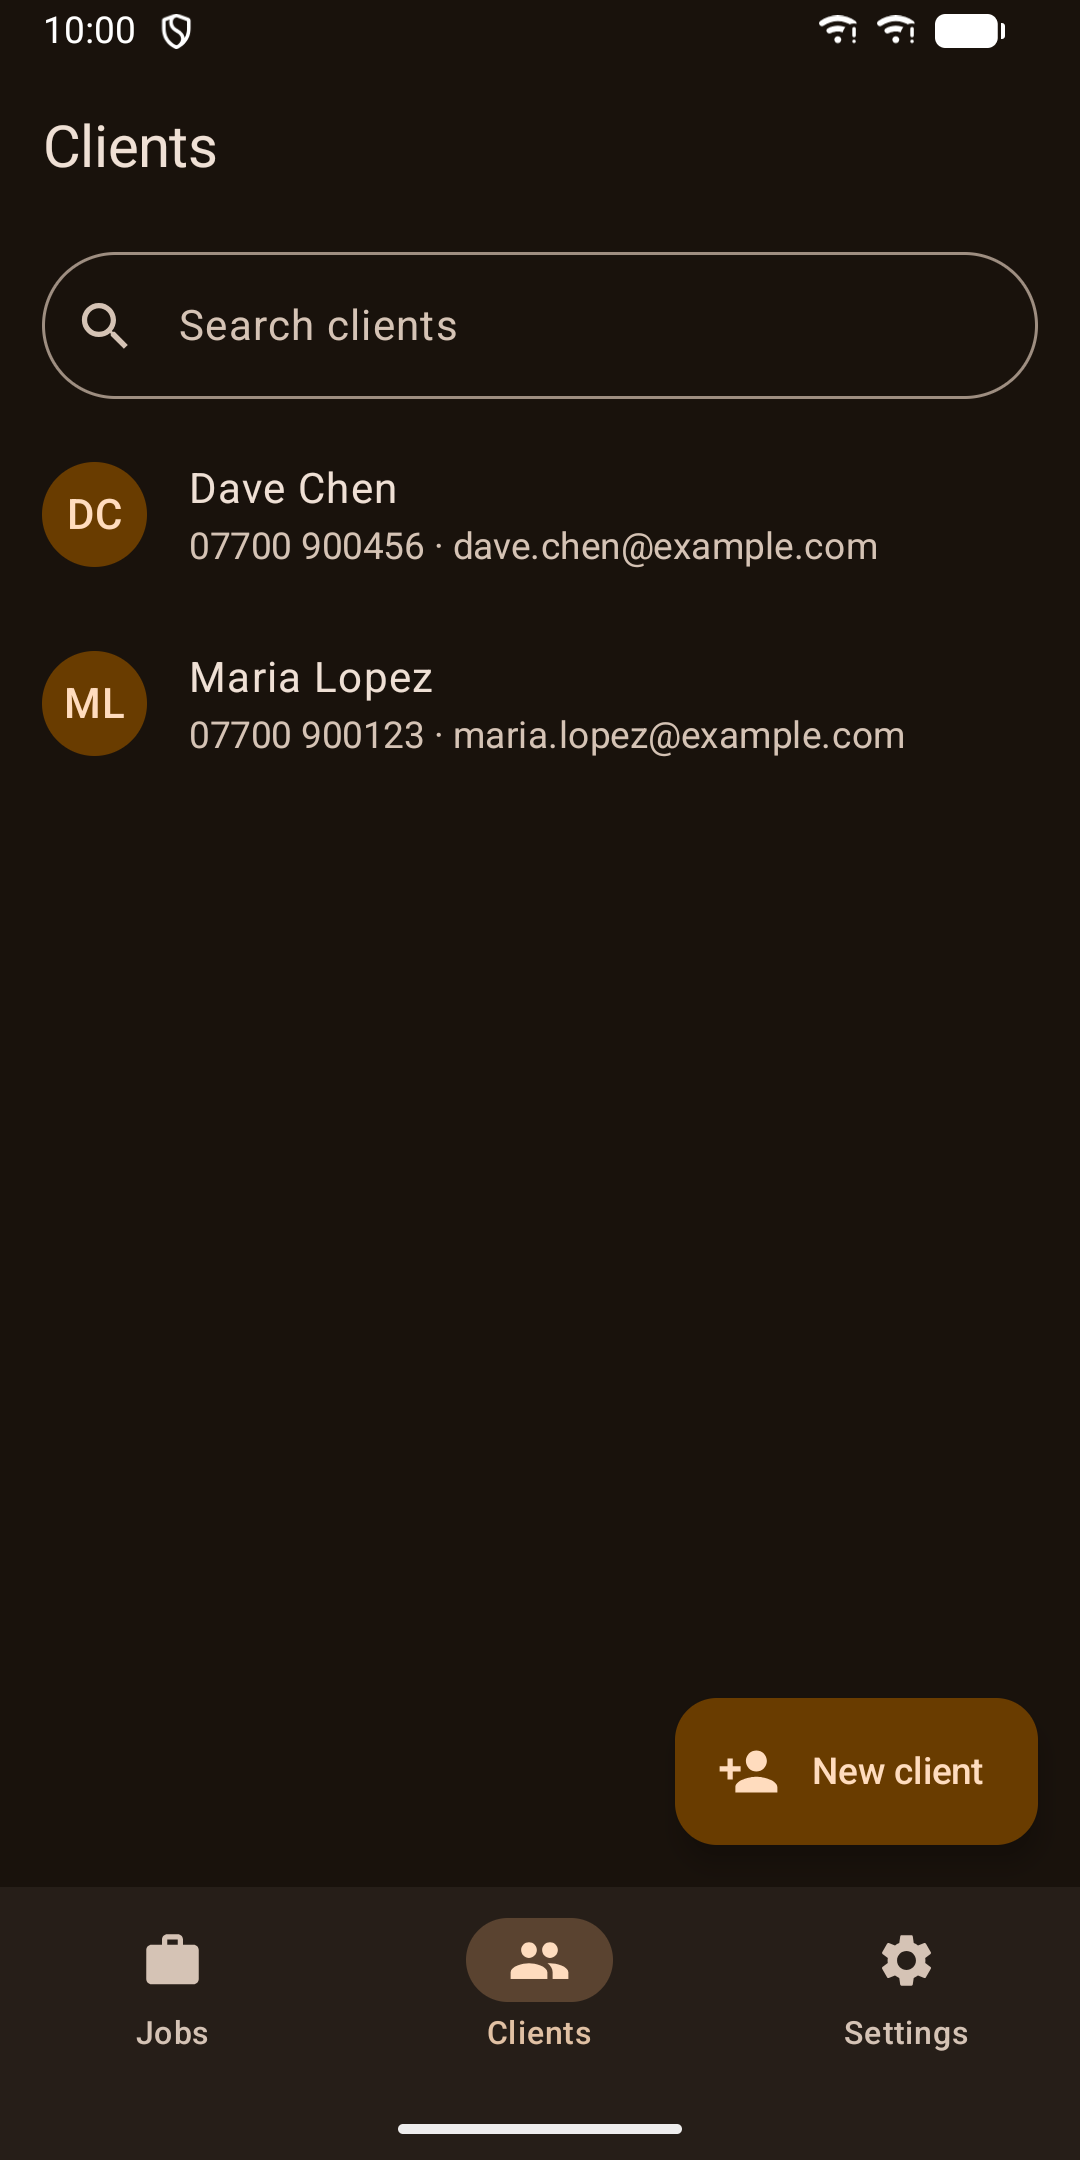 10:00
Clients
Search clients
DC
Dave Chen
07700 900456 · dave.chen@example.com
ML
Maria Lopez
07700 900123 · maria.lopez@example.com
New client
Jobs
Clients
Settings